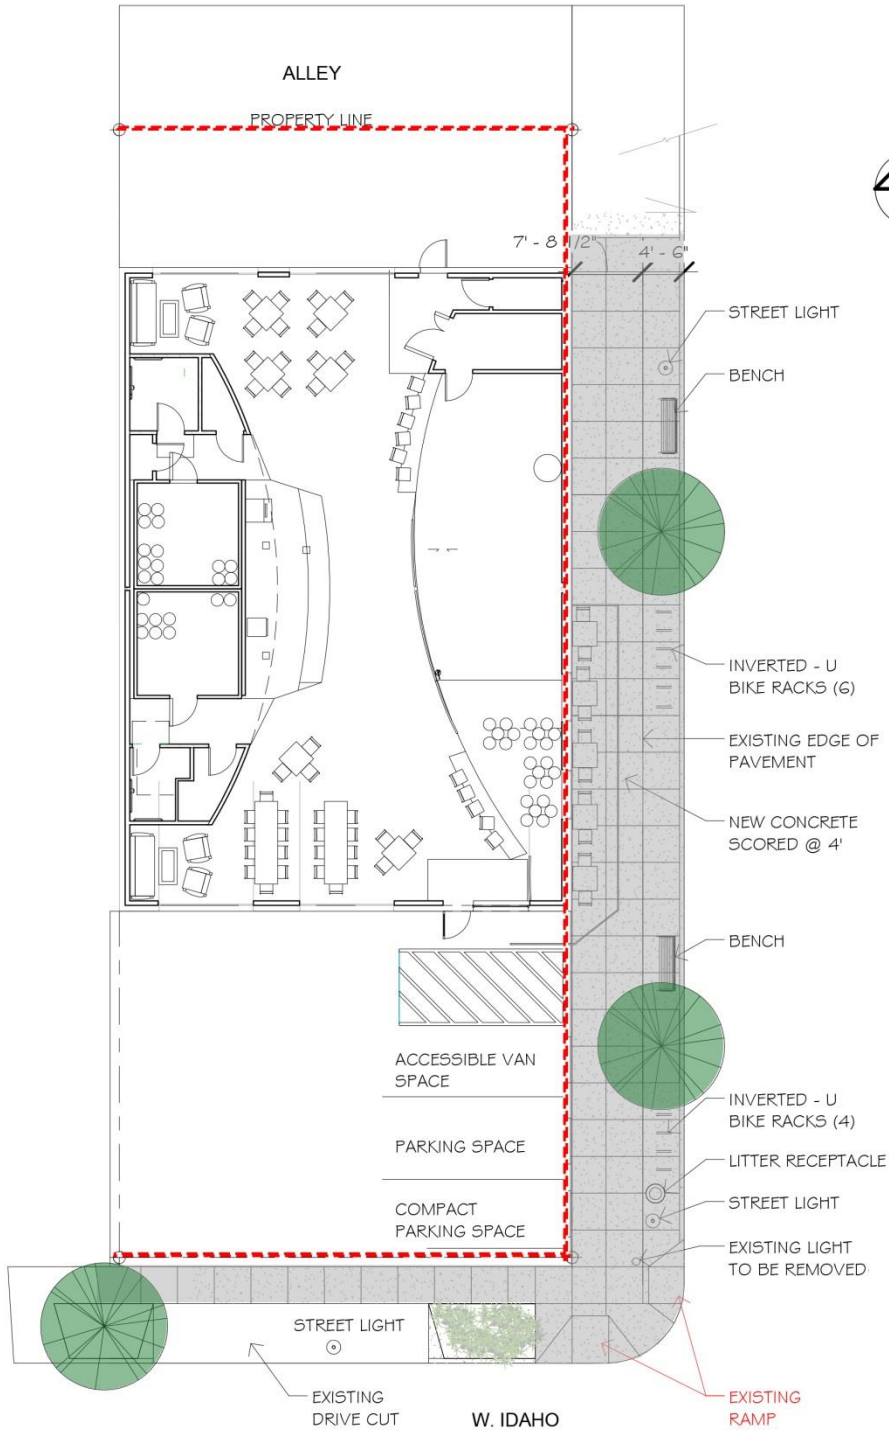 ALLEY
PROPERTY LINE
7' - 8 1/2"
4' - 6"
STREET LIGHT
BENCH
INVERTED - U
BIKE RACKS (6)
EXISTING EDGE OF
PAVEMENT
NEW CONCRETE
SCORED @ 4'
BENCH
ACCESSIBLE VAN
SPACE
INVERTED - U
BIKE RACKS (4)
PARKING SPACE
LITTER RECEPTACLE
STREET LIGHT
COMPACT
PARKING SPACE
EXISTING LIGHT
TO BE REMOVED
STREET LIGHT
EXISTING
DRIVE CUT
W. IDAHO
EXISTING
RAMP